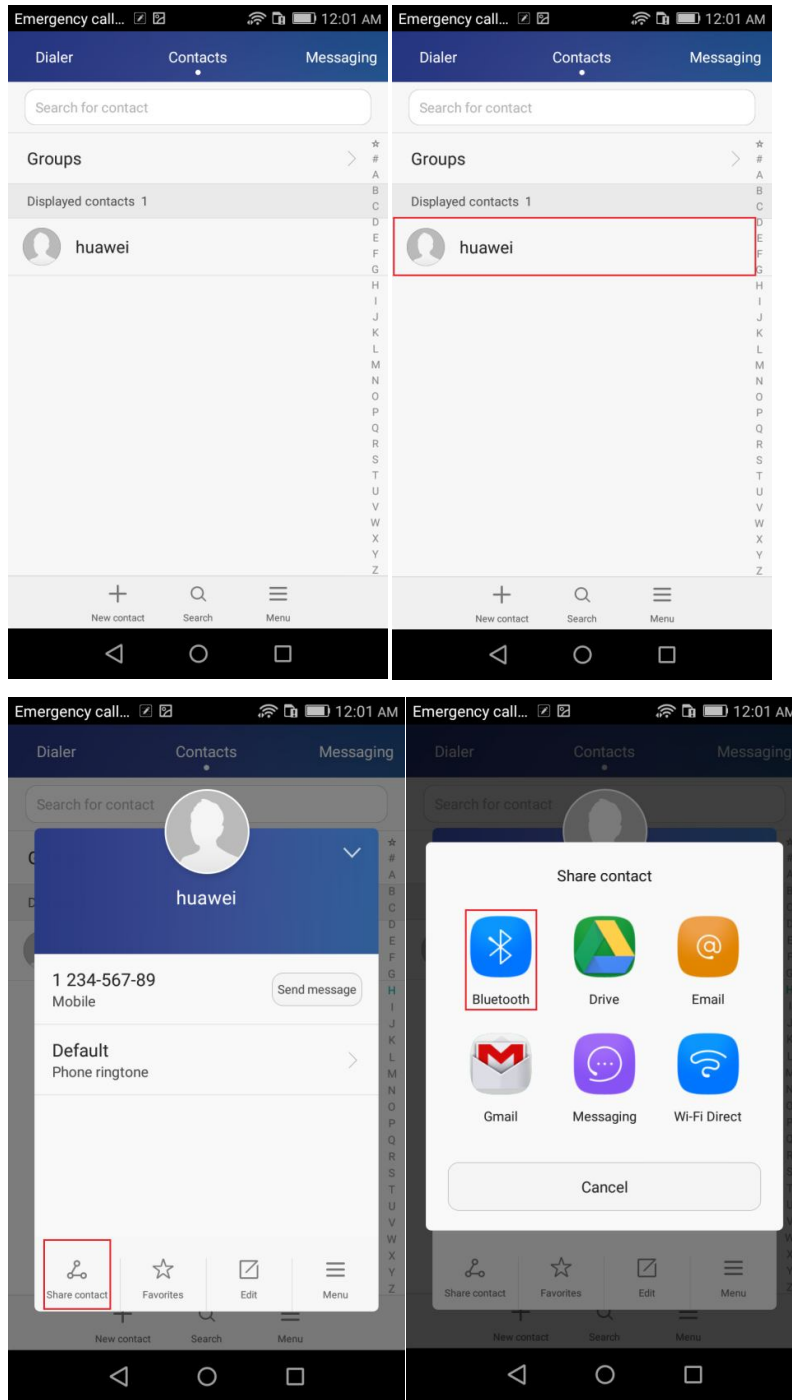 Emergency call... 12:01 AM
Dialer Contacts Messaging
Search for contact
Groups
Displayed contacts 1
huawei
☆
#
A
B
C
D
E
F
G
H
I
J
K
L
M
N
O
P
Q
R
S
T
U
V
W
X
Y
Z
New contact Search Menu
Emergency call... 12:01 AM
Dialer Contacts Messaging
Search for contact
Groups
Displayed contacts 1
huawei
☆
#
A
B
C
D
E
F
G
H
I
J
K
L
M
N
O
P
Q
R
S
T
U
V
W
X
Y
Z
New contact Search Menu
Emergency call... 12:01 AM
Dialer Contacts Messaging
Search for contact
huawei
1 234-567-89
Mobile
Send message
Default
Phone ringtone
☆
#
A
B
C
D
E
F
G
H
I
J
K
L
M
N
O
P
Q
R
S
T
U
V
W
X
Y
Z
Share contact Favorites Edit Menu
New contact Search Menu
Emergency call... 12:01 AM
Dialer Contacts Messaging
Search for contact
Share contact
Bluetooth Drive Email
Gmail Messaging Wi-Fi Direct
Cancel
Share contact Favorites Edit Menu
New contact Search Menu